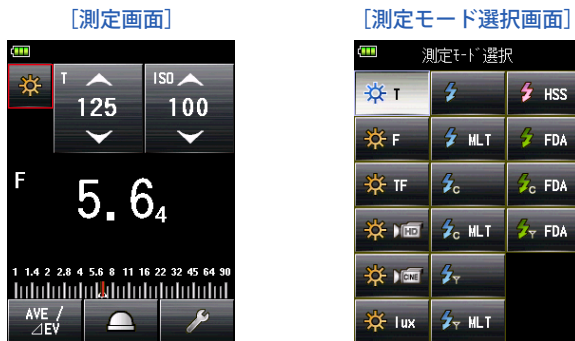 [測定画面]
T
ISO
125
100
F
5.6₄
1 1.4 2 2.8 4 5.6 8 11 16 22 32 45 64 90
AVE /
⊿EV
[測定モード選択画面]
測定ﾓｰﾄﾞ選択
T
HSS
F
MLT
FDA
TF
C
C FDA
HD
C MLT
Y FDA
CINE
Y
lux
Y MLT